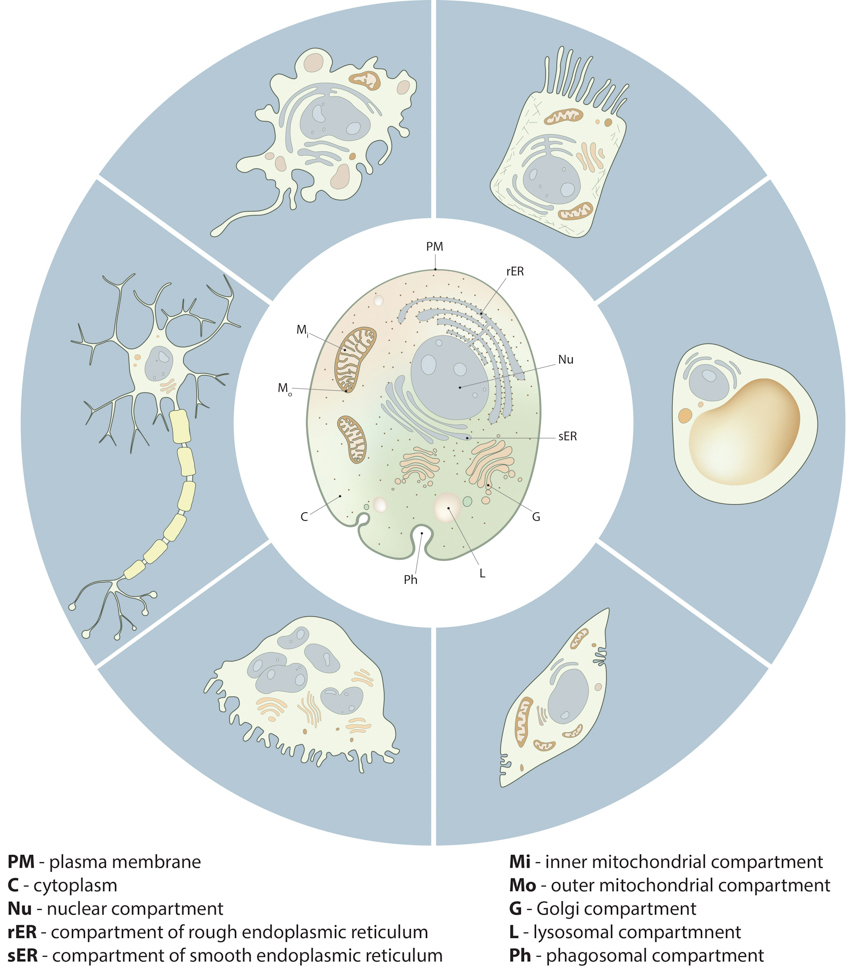 PM
rER
Mi
Nu
Mo
sER
C
G
Ph
L
PM - plasma membrane
C - cytoplasm
Nu - nuclear compartment
rER - compartment of rough endoplasmic reticulum
sER - compartment of smooth endoplasmic reticulum
Mi - inner mitochondrial compartment
Mo - outer mitochondrial compartment
G - Golgi compartment
L - lysosomal compartmnent
Ph - phagosomal compartment